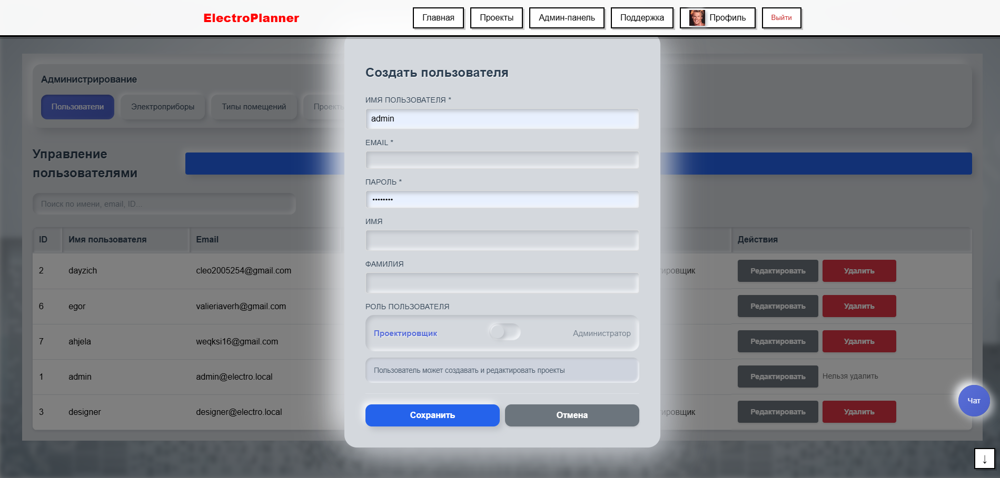 ElectroPlanner
Главная
Проекты
Админ-панель
Поддержка
Профиль
Выйти
Администрирование
Пользователи
Электроприборы
Типы помещений
Проекты
Управление
пользователями
Поиск по имени, email, ID...
ID Имя пользователя Email Действия
2 dayzich cleo2005254@gmail.com Редактировать Удалить
6 egor valieriaverh@gmail.com Редактировать Удалить
7 ahjela weqksi16@gmail.com Редактировать Удалить
1 admin admin@electro.local Редактировать Нельзя удалить
3 designer designer@electro.local Редактировать Удалить
Создать пользователя
ИМЯ ПОЛЬЗОВАТЕЛЯ *
admin
EMAIL *
ПАРОЛЬ *
••••••••
ИМЯ
ФАМИЛИЯ
РОЛЬ ПОЛЬЗОВАТЕЛЯ
Проектировщик
Администратор
Пользователь может создавать и редактировать проекты
Сохранить
Отмена
Чат
↓